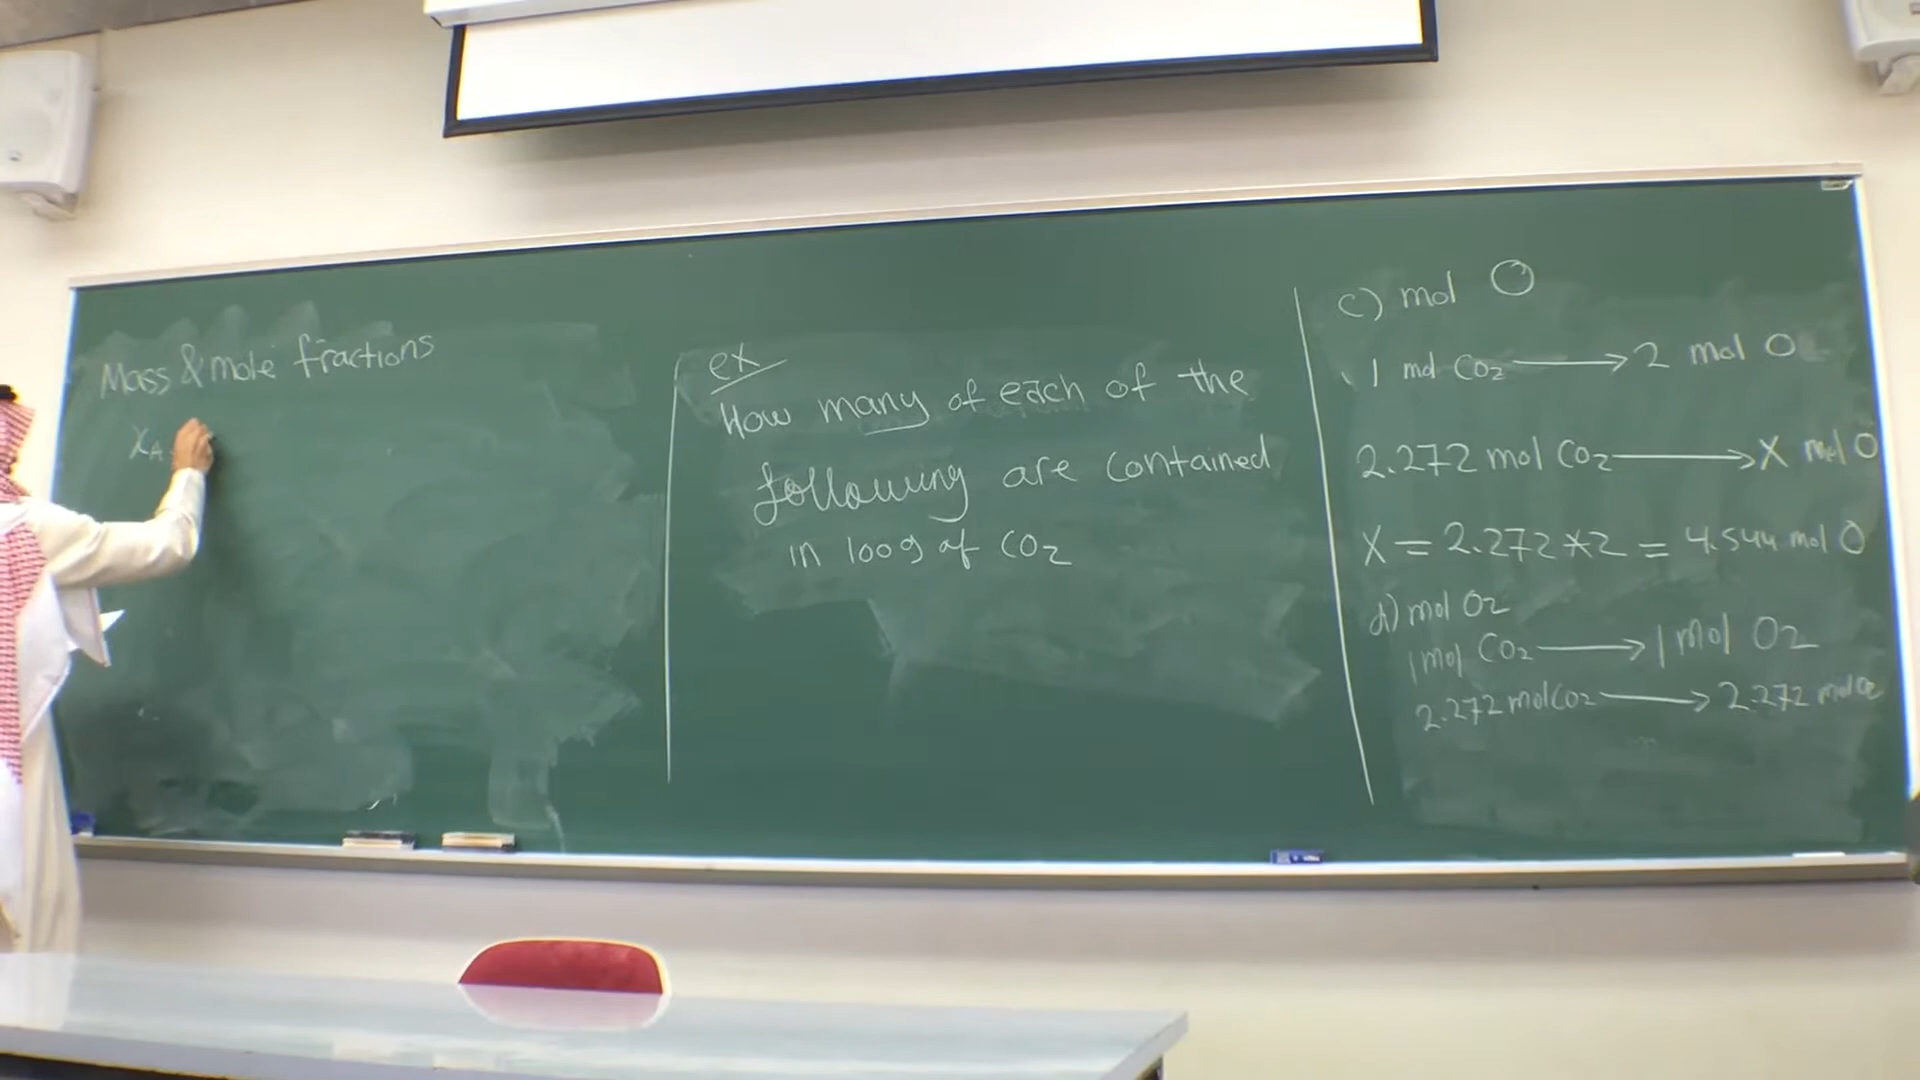 Mass & mole fractions
XA
ex
How many of each of the
following are contained
in 100g of CO2
c) mol O
1 mol CO2 → 2 mol O
2.272 mol CO2 → X mol O
X = 2.272*2 = 4.544 mol O
d) mol O2
1 mol CO2 → 1 mol O2
2.272 mol CO2 → 2.272 mol O2